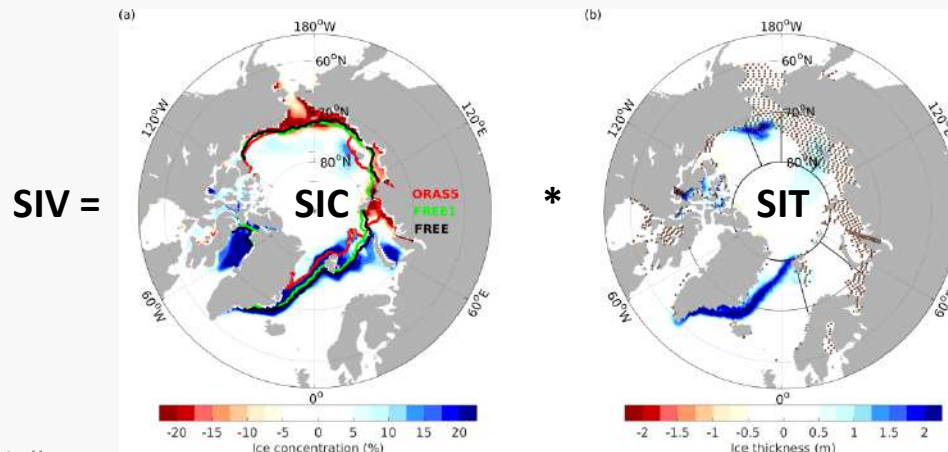 (a)
(b)
180°W
180°W
60°N
60°N
70°N
70°N
80°N
80°N
120°W
120°E
120°W
120°E
SIV =
SIC
*
SIT
ORAS5
FREE1
FREE
60°W
60°E
60°W
60°E
0°
0°
-20 -15 -10 -5 0 5 10 15 20
-2 -1.5 -1 -0.5 0 0.5 1 1.5 2
Ice concentration (%)
Ice thickness (m)